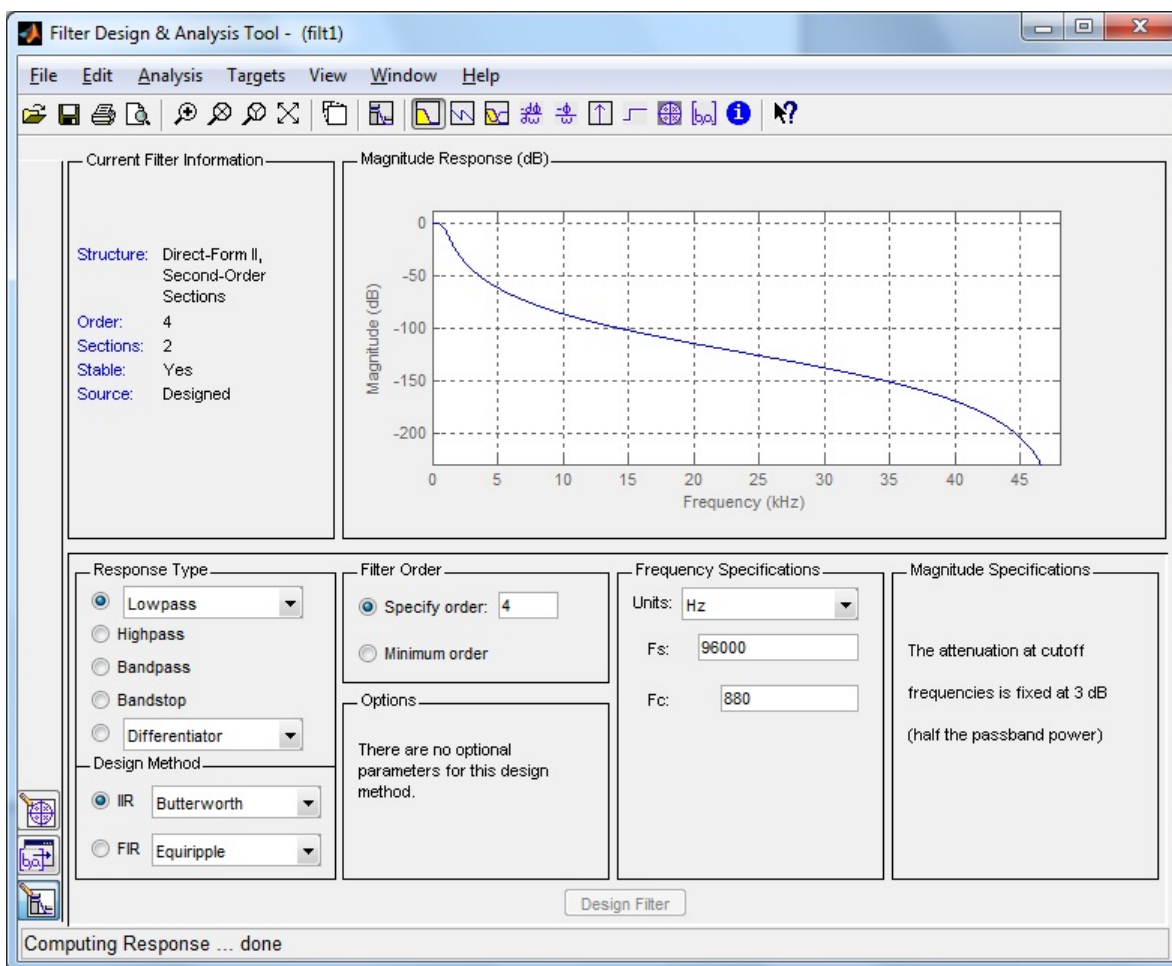 Filter Design & Analysis Tool - (filt1)
File Edit Analysis Targets View Window Help
Current Filter Information
Structure: Direct-Form II,
Second-Order
Sections
Order: 4
Sections: 2
Stable: Yes
Source: Designed
Magnitude Response (dB)
0
-50
-100
-150
-200
Magnitude (dB)
0 5 10 15 20 25 30 35 40 45
Frequency (kHz)
Response Type
Lowpass
Highpass
Bandpass
Bandstop
Differentiator
Design Method
IIR Butterworth
FIR Equiripple
Filter Order
Specify order: 4
Minimum order
Options
There are no optional
parameters for this design
method.
Frequency Specifications
Units: Hz
Fs: 96000
Fc: 880
Magnitude Specifications
The attenuation at cutoff
frequencies is fixed at 3 dB
(half the passband power)
Design Filter
Computing Response ... done